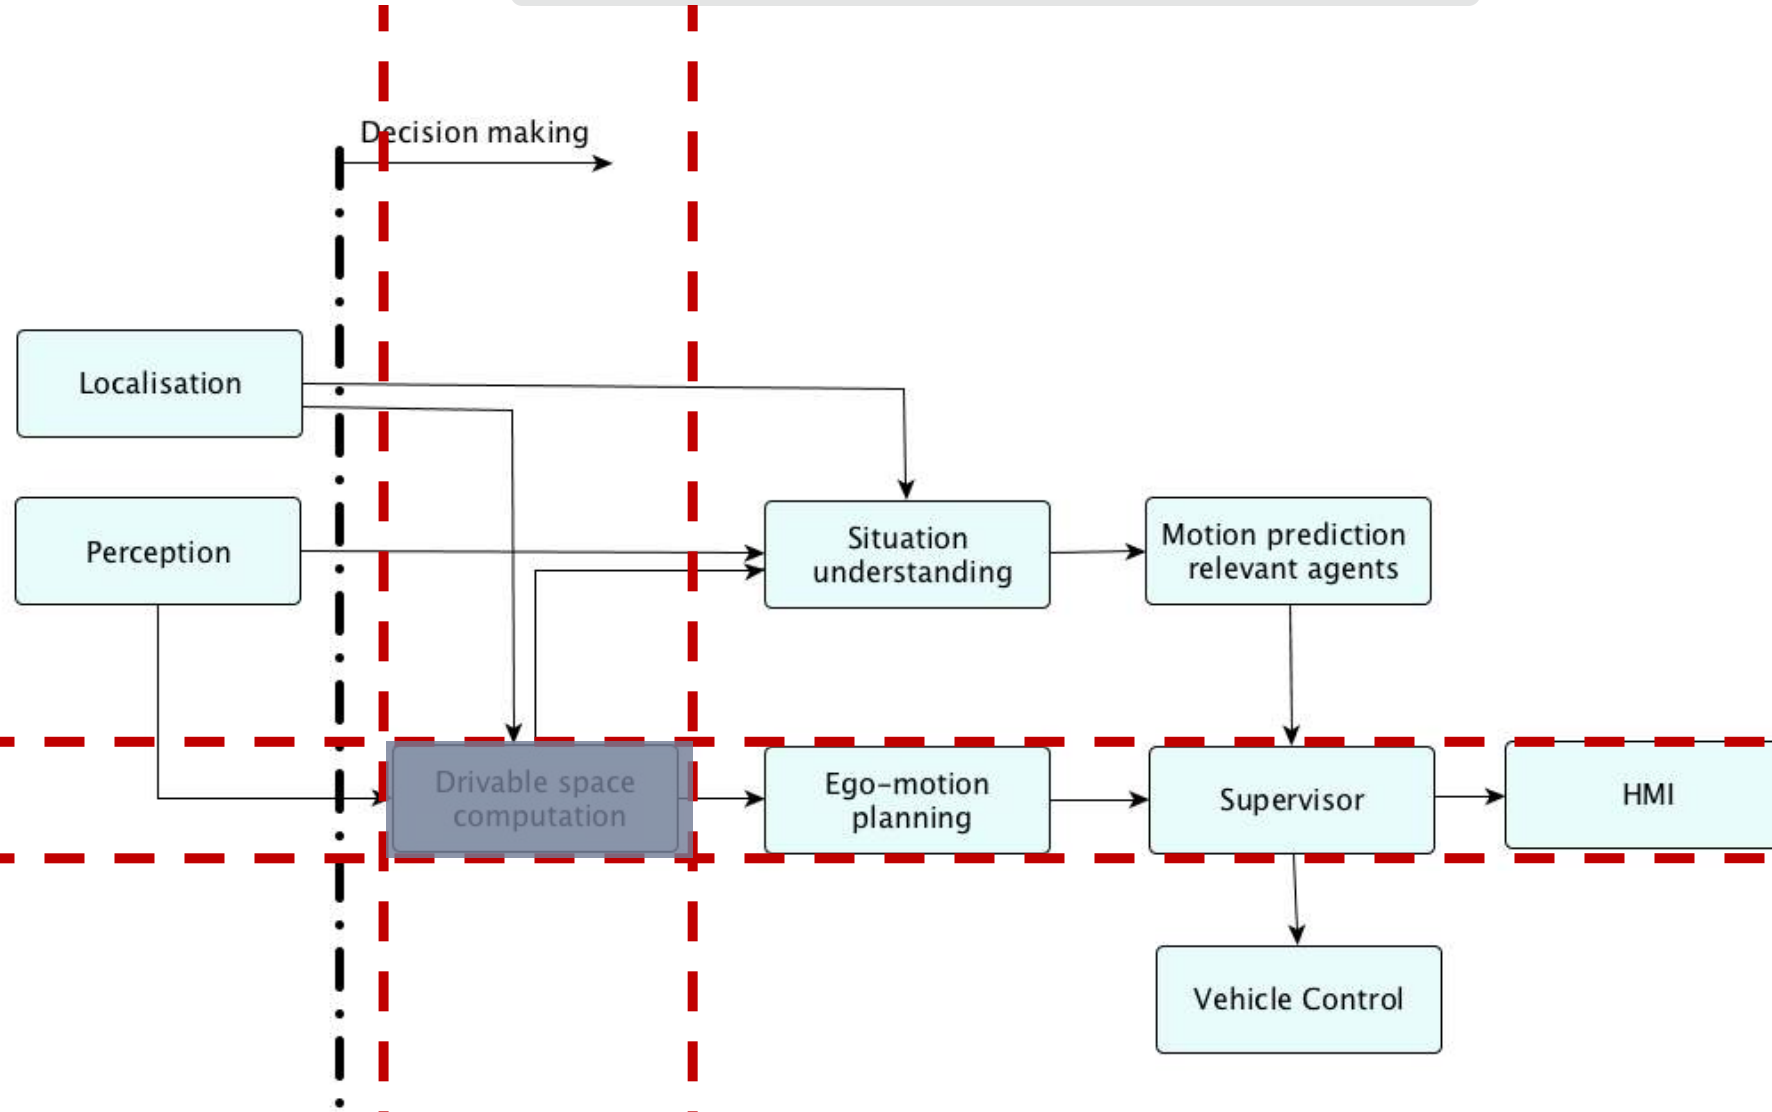 Decision making
Localisation
Perception
Situation
understanding
Motion prediction
relevant agents
Drivable space
computation
Ego-motion
planning
Supervisor
HMI
Vehicle Control